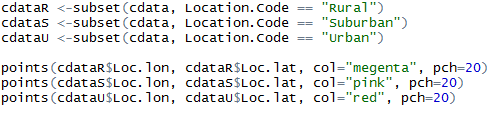 cdataR <-subset(cdata, Location.Code == "Rural")
cdataS <-subset(cdata, Location.Code == "Suburban")
cdataU <-subset(cdata, Location.Code == "Urban")
points(cdataR$Loc.lon, cdataR$Loc.lat, col="megenta", pch=20)
points(cdataS$Loc.lon, cdataS$Loc.lat, col="pink", pch=20)
points(cdataU$Loc.lon, cdataU$Loc.lat, col="red", pch=20)